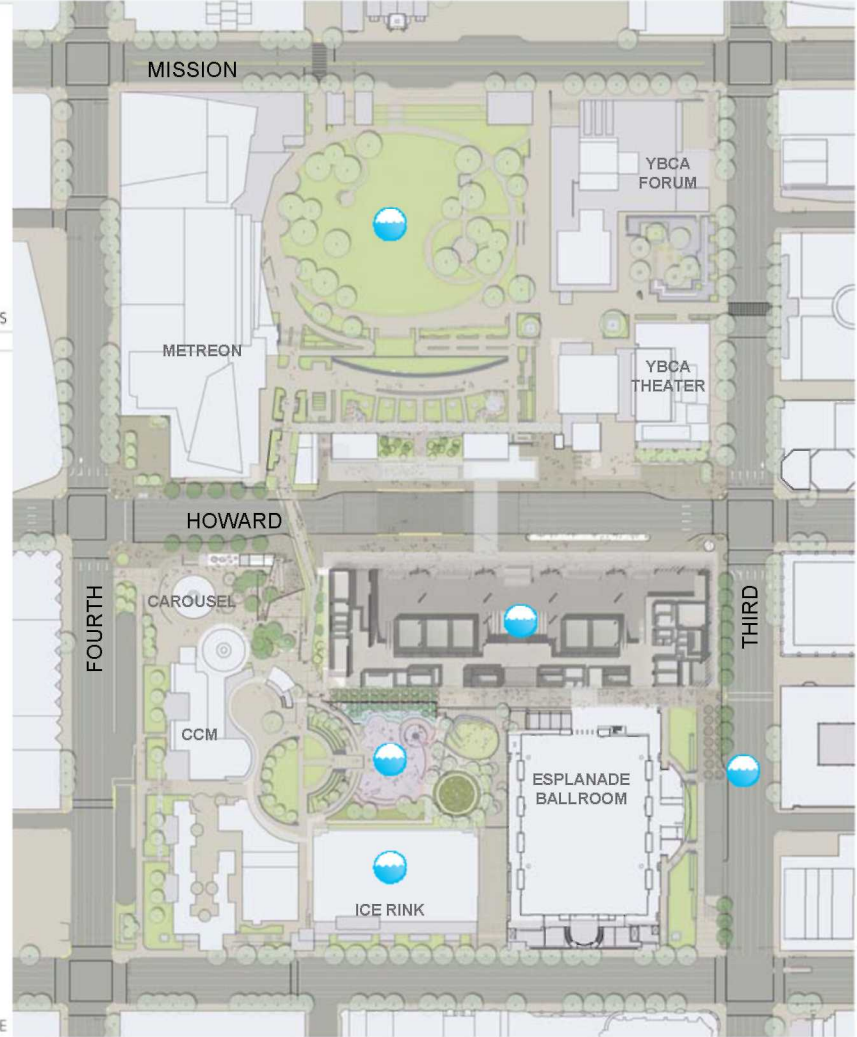 MISSION
YBCA
FORUM
S
METREON
YBCA
THEATER
HOWARD
CAROUSEL
FOURTH
THIRD
CCM
ESPLANADE
BALLROOM
ICE RINK
E